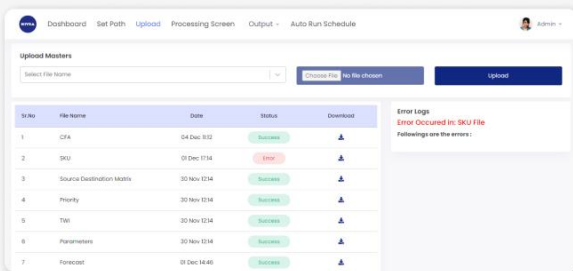 NIVEA Dashboard Set Path Upload Processing Screen Output Auto Run Schedule Admin
Upload Masters
Select File Name Choose File No file chosen Upload
Sr.No File Name Date Status Download
1 CFA 04 Dec 11:12 Success
2 SKU 01 Dec 17:14 Error
3 Source Destination Matrix 30 Nov 12:14 Success
4 Priority 30 Nov 12:14 Success
5 TWI 30 Nov 12:14 Success
6 Parameters 30 Nov 12:14 Success
7 Forecast 01 Dec 14:46 Success
Error Logs
Error Occured In: SKU File
Followings are the errors :